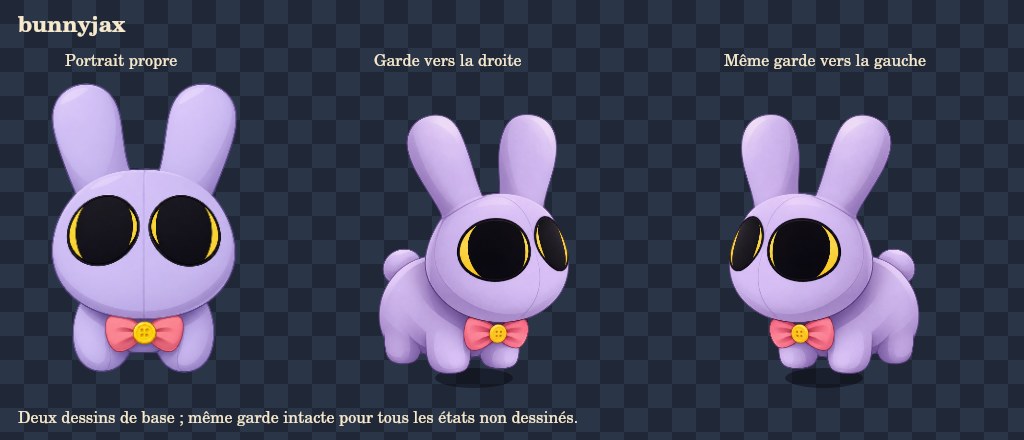 bunnyjax
Portrait propre
Garde vers la droite
Même garde vers la gauche
Deux dessins de base ; même garde intacte pour tous les états non dessinés.